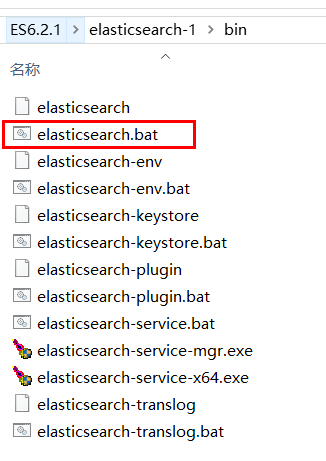 ES6.2.1 > elasticsearch-1 > bin
名称
elasticsearch
elasticsearch.bat
elasticsearch-env
elasticsearch-env.bat
elasticsearch-keystore
elasticsearch-keystore.bat
elasticsearch-plugin
elasticsearch-plugin.bat
elasticsearch-service.bat
elasticsearch-service-mgr.exe
elasticsearch-service-x64.exe
elasticsearch-translog
elasticsearch-translog.bat